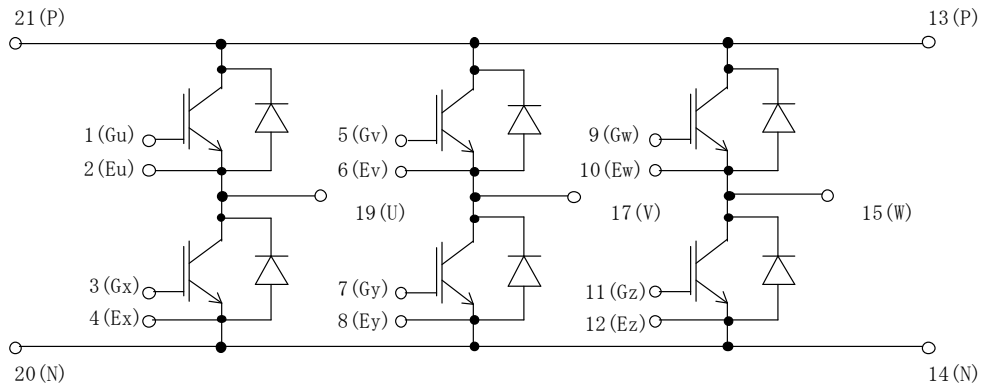 21(P)
13(P)
1(Gu)
2(Eu)
5(Gv)
6(Ev)
9(Gw)
10(Ew)
19(U)
17(V)
15(W)
3(Gx)
4(Ex)
7(Gy)
8(Ey)
11(Gz)
12(Ez)
20(N)
14(N)